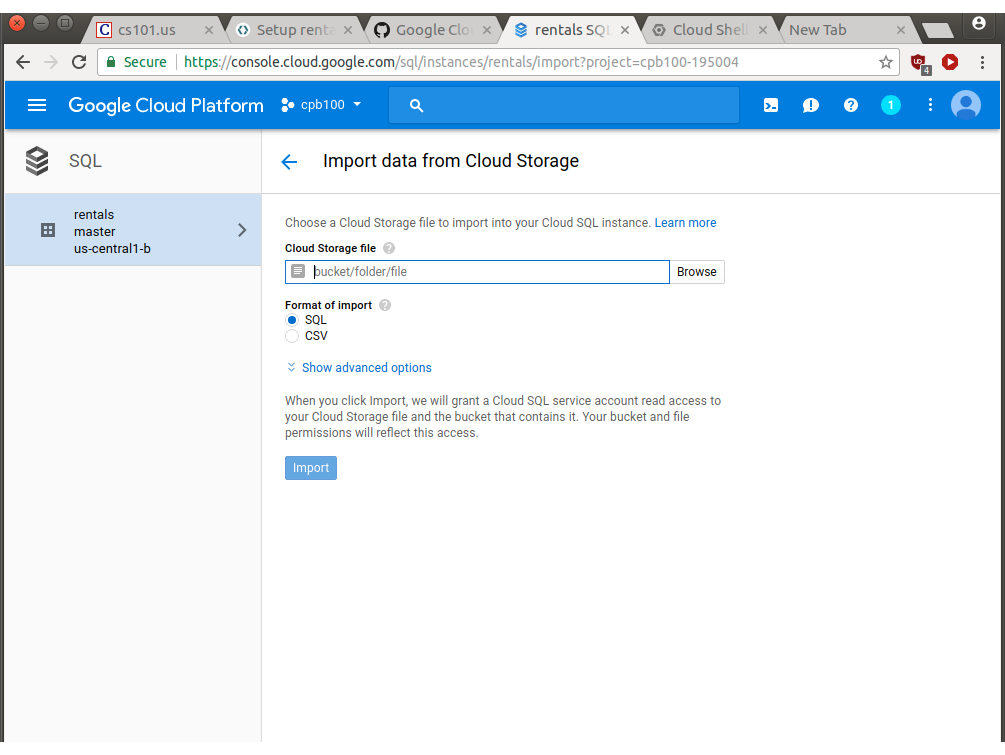 C cs101.us
Setup renta
Google Clou
rentals SQL
Cloud Shell
New Tab
Secure
https://console.cloud.google.com/sql/instances/rentals/import?project=cpb100-195004
4
Google Cloud Platform
cpb100
1
SQL
Import data from Cloud Storage
rentals
master
us-central1-b
Choose a Cloud Storage file to import into your Cloud SQL instance. Learn more
Cloud Storage file
bucket/folder/file
Browse
Format of import
SQL
CSV
Show advanced options
When you click Import, we will grant a Cloud SQL service account read access to
your Cloud Storage file and the bucket that contains it. Your bucket and file
permissions will reflect this access.
Import